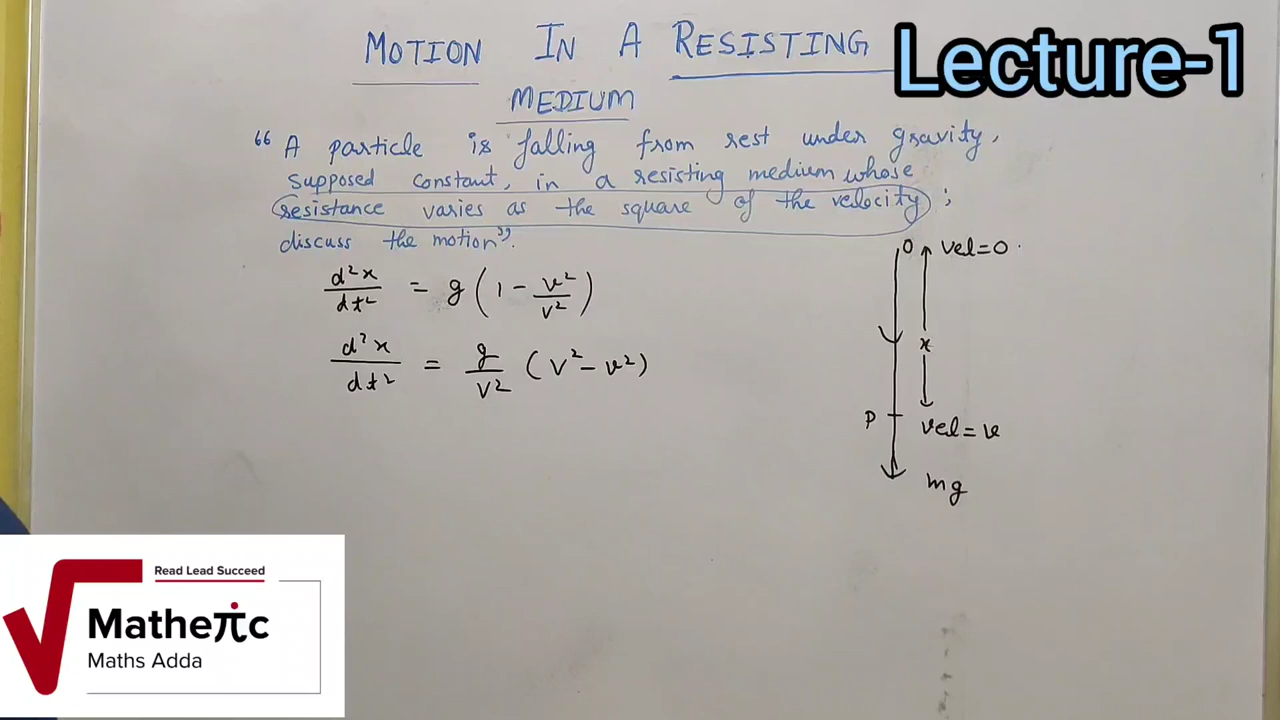 MOTION IN A RESISTING
MEDIUM
Lecture-1
“ A particle is falling from rest under gravity,
supposed constant, in a resisting medium whose
resistance varies as the square of the velocity ;
discuss the motion”.
d²x/dt² = g (1 - v²/V²)
d²x/dt² = g/V² (V² - v²)
O vel=0
x
P vel=v
mg
Read Lead Succeed
Matheπc
Maths Adda